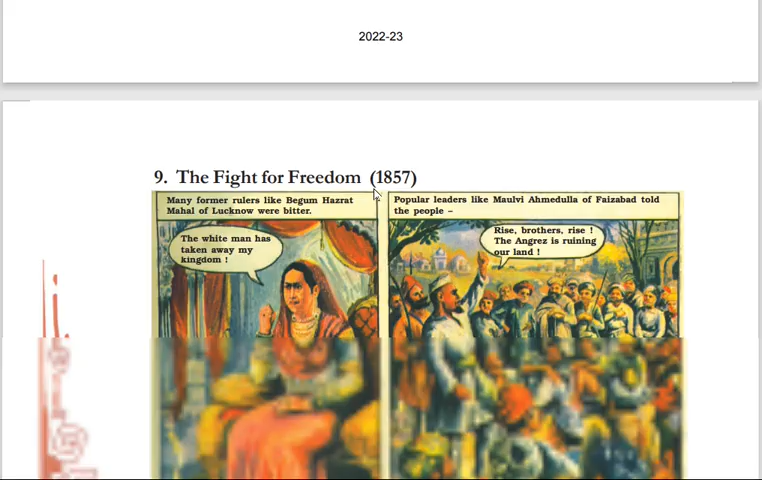 2022-23
9. The Fight for Freedom (1857)
Many former rulers like Begum Hazrat
Mahal of Lucknow were bitter.
The white man has
taken away my
kingdom !
Popular leaders like Maulvi Ahmedulla of Faizabad told
the people –
Rise, brothers, rise !
The Angrez is ruining
our land !